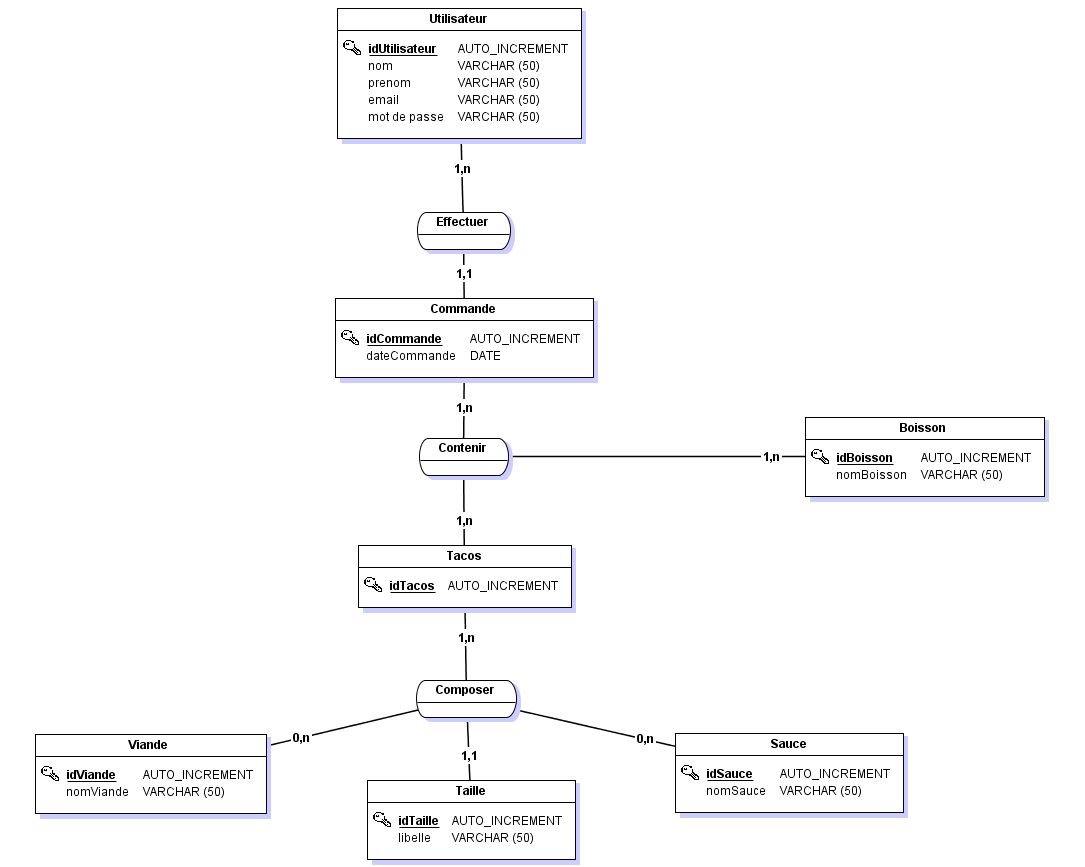 Utilisateur
idUtilisateur AUTO_INCREMENT
nom VARCHAR (50)
prenom VARCHAR (50)
email VARCHAR (50)
mot de passe VARCHAR (50)
1,n
Effectuer
1,1
Commande
idCommande AUTO_INCREMENT
dateCommande DATE
1,n
Contenir
1,n
Boisson
idBoisson AUTO_INCREMENT
nomBoisson VARCHAR (50)
1,n
Tacos
idTacos AUTO_INCREMENT
1,n
Composer
0,n
1,1
0,n
Viande
idViande AUTO_INCREMENT
nomViande VARCHAR (50)
Taille
idTaille AUTO_INCREMENT
libelle VARCHAR (50)
Sauce
idSauce AUTO_INCREMENT
nomSauce VARCHAR (50)